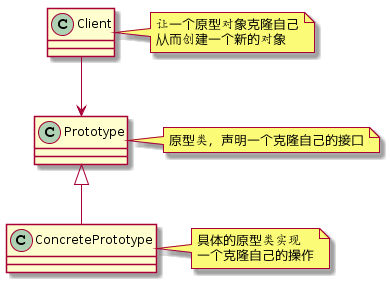 C Client
让一个原型对象克隆自己
从而创建一个新的对象
C Prototype
原型类，声明一个克隆自己的接口
C ConcretePrototype
具体的原型类实现
一个克隆自己的操作